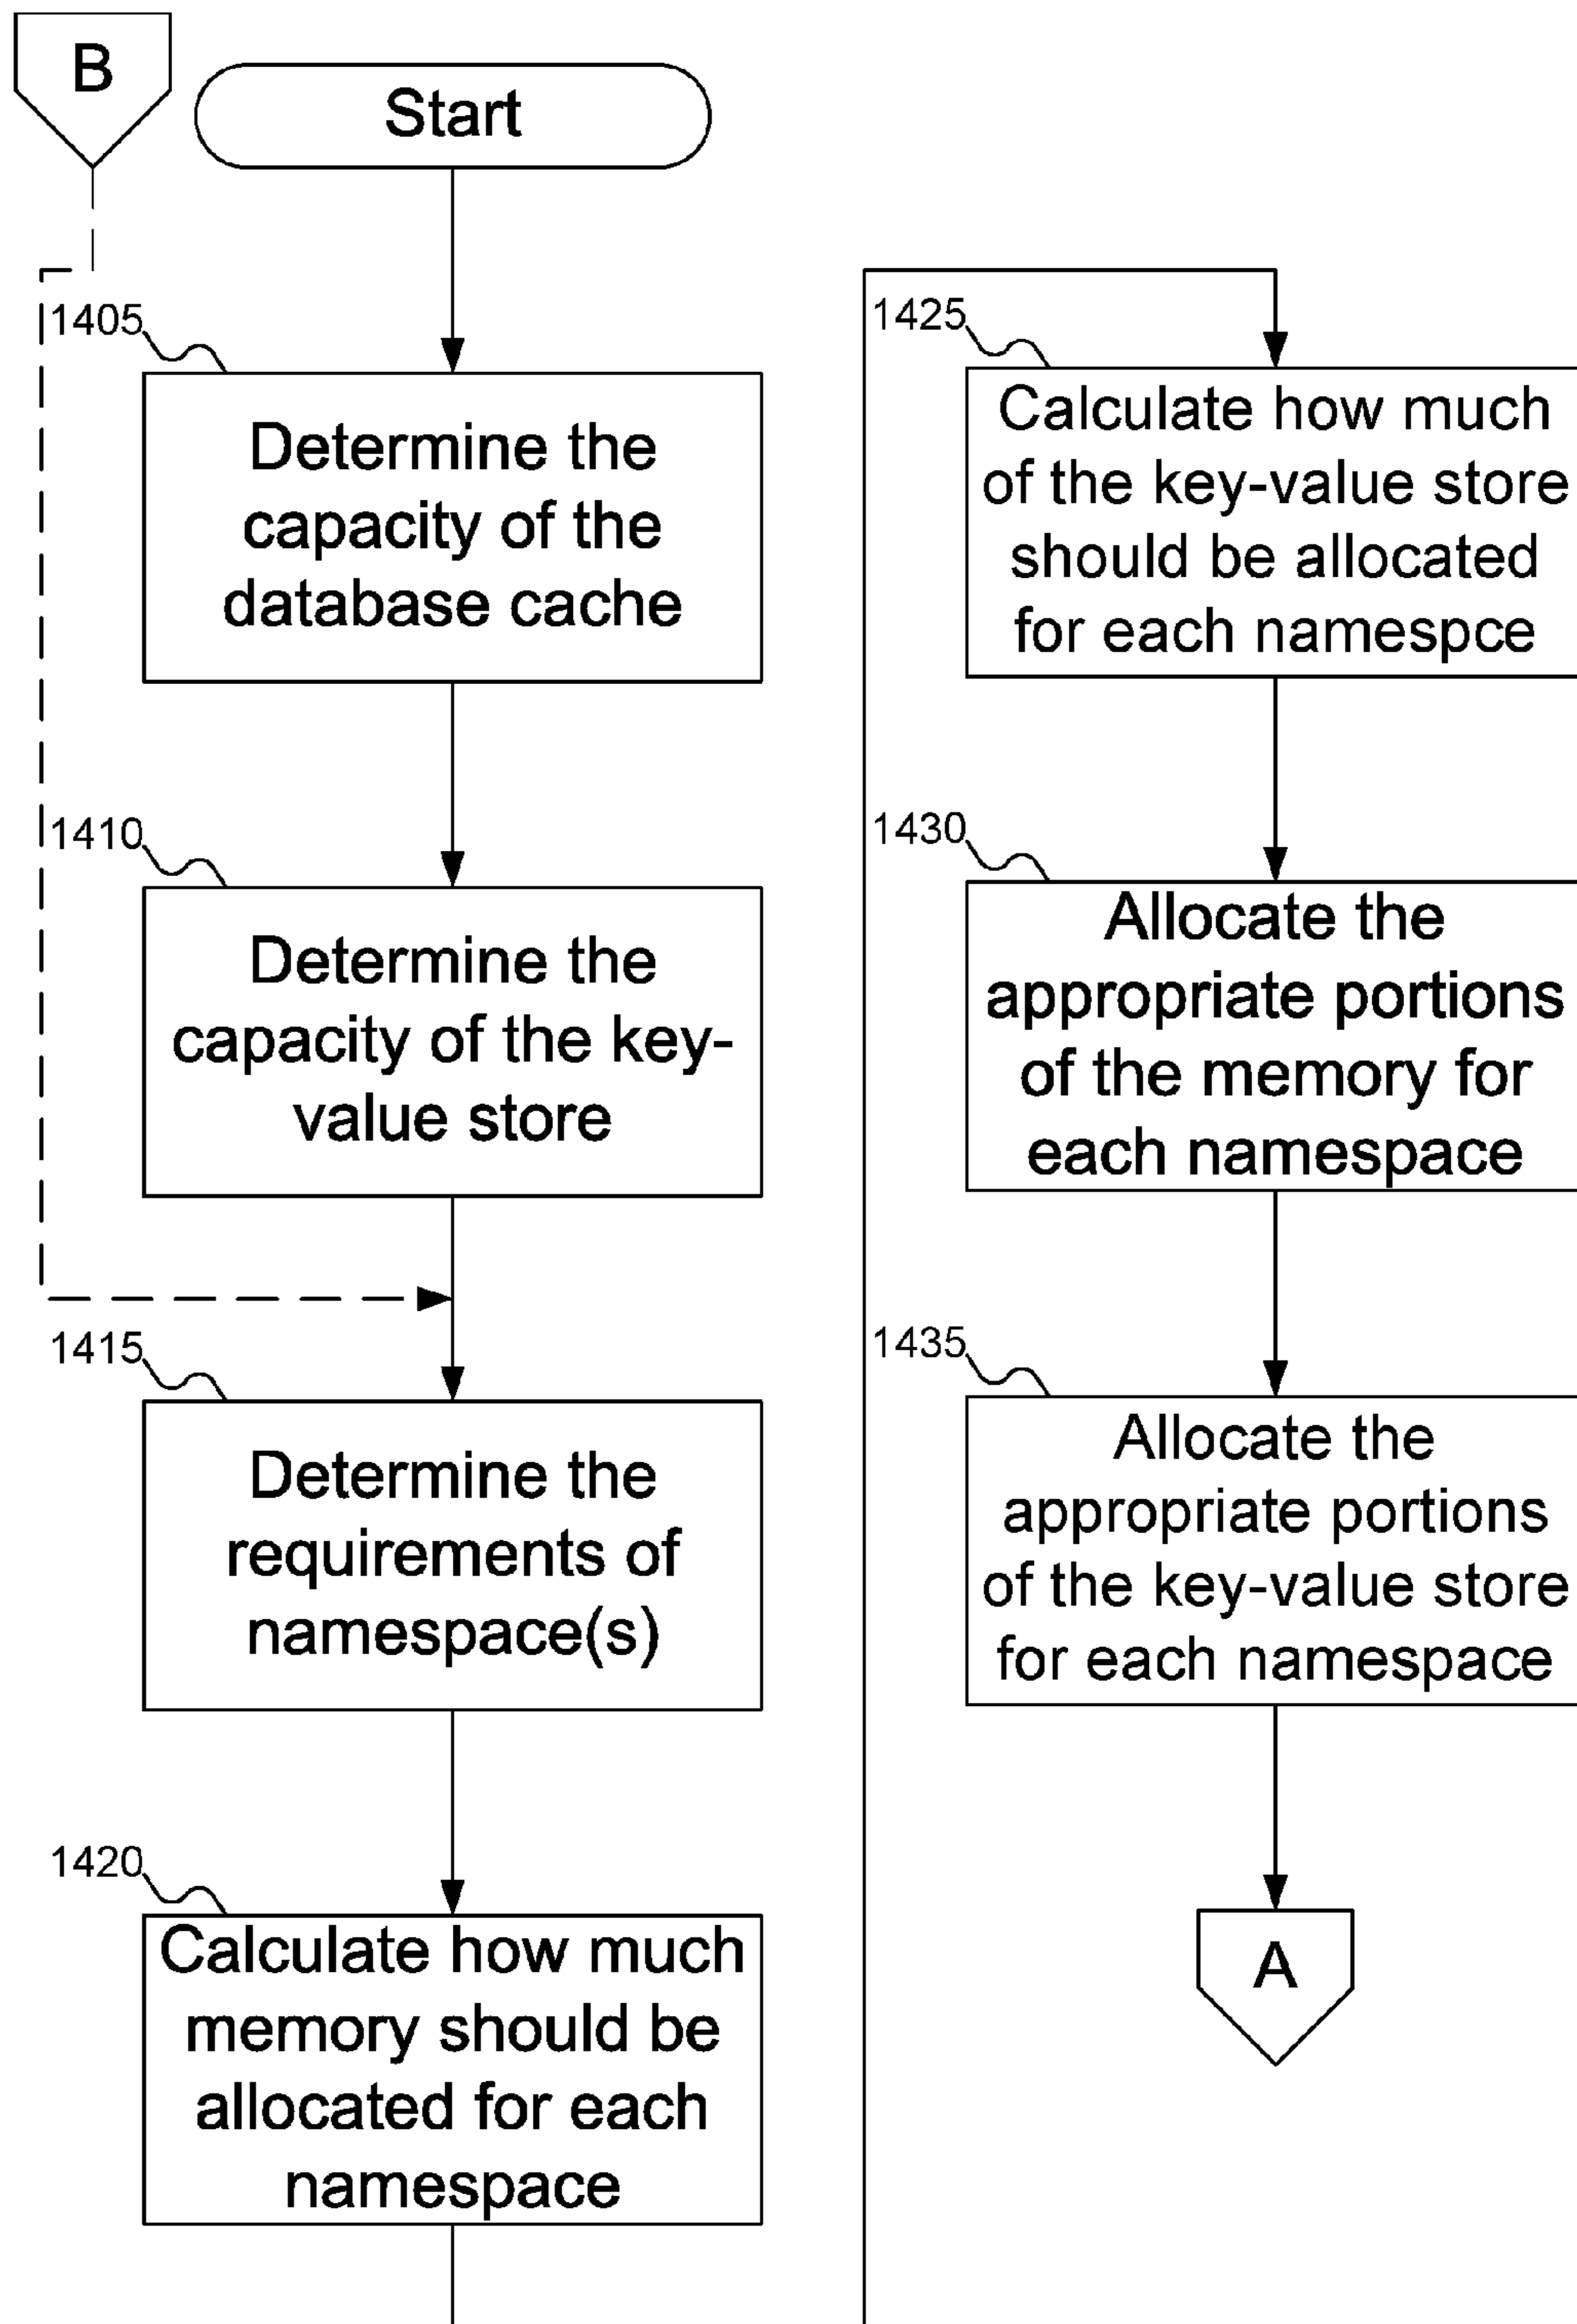 B
Start
1405
Determine the
capacity of the
database cache
1410
Determine the
capacity of the key-
value store
1415
Determine the
requirements of
namespace(s)
1420
Calculate how much
memory should be
allocated for each
namespace
1425
Calculate how much
of the key-value store
should be allocated
for each namespce
1430
Allocate the
appropriate portions
of the memory for
each namespace
1435
Allocate the
appropriate portions
of the key-value store
for each namespace
A